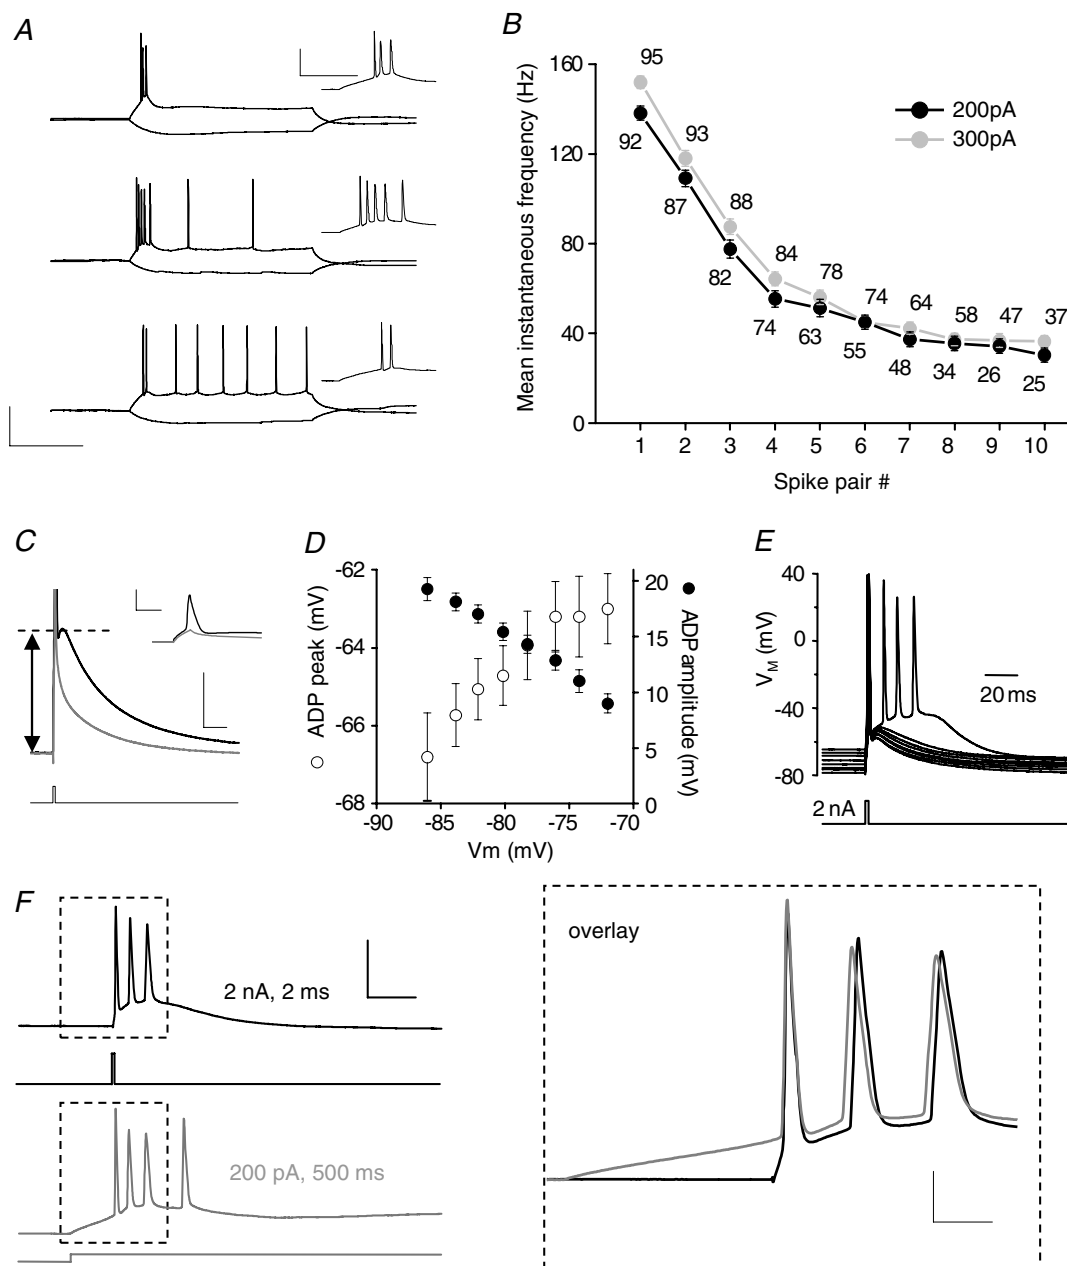 A
B
Mean instantaneous frequency (Hz)
160
120
80
40
0
95
93
88
84
78
74
64
58
47
37
92
87
82
74
63
55
48
34
26
25
200pA
300pA
1 2 3 4 5 6 7 8 9 10
Spike pair #
C
D
ADP peak (mV)
-62
-64
-66
-68
-90 -85 -80 -75 -70
Vm (mV)
20
15
10
5
0
ADP amplitude (mV)
E
VM (mV)
40
0
-40
-80
20 ms
2 nA
F
2 nA, 2 ms
200 pA, 500 ms
overlay